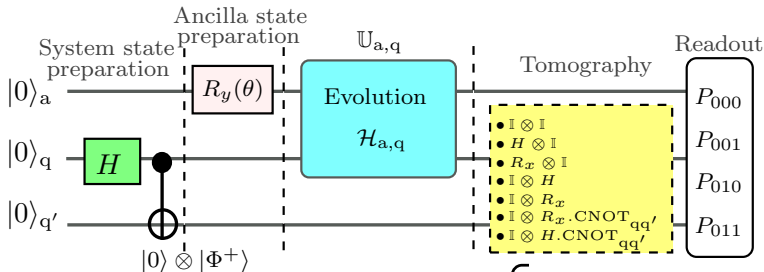 System state
preparation
Ancilla state
preparation
𝕌a,q
Tomography
Readout
|0⟩a
Ry(θ)
Evolution
ℋa,q
P000
|0⟩q
H
• 𝕀 ⊗ 𝕀
• H ⊗ 𝕀
• Rx ⊗ 𝕀
• 𝕀 ⊗ H
• 𝕀 ⊗ Rx
• 𝕀 ⊗ Rx.CNOTqq′
• 𝕀 ⊗ H.CNOTqq′
P001
P010
|0⟩q′
P011
|0⟩ ⊗ |Φ+⟩